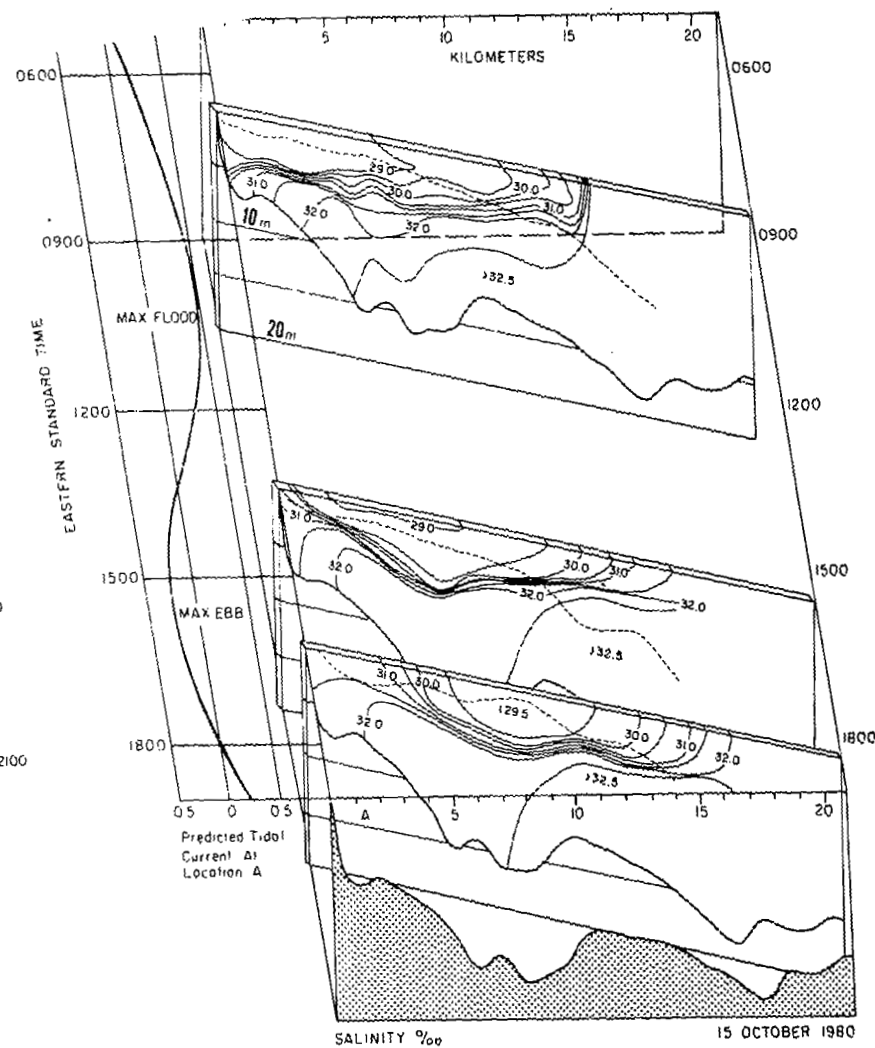 5 10 15 20
KILOMETERS
0600
0600
29.0
30.0
30.0
31.0
31.0
32.0
10 m
32.0
0900
0900
›32.5
MAX FLOOD
20 m
EASTERN STANDARD TIME
1200
1200
31.0
29.0
30.0
31.0
32.0
32.0
32.0
1500
1500
MAX EBB
›32.5
31.0
30.0
‹29.5
32.0
30.0
31.0
32.0
1800
1800
2100
›32.5
0.5 0 0.5
A 5 10 15 20
Predicted Tidal
Current At
Location A
SALINITY ‰
15 OCTOBER 1980